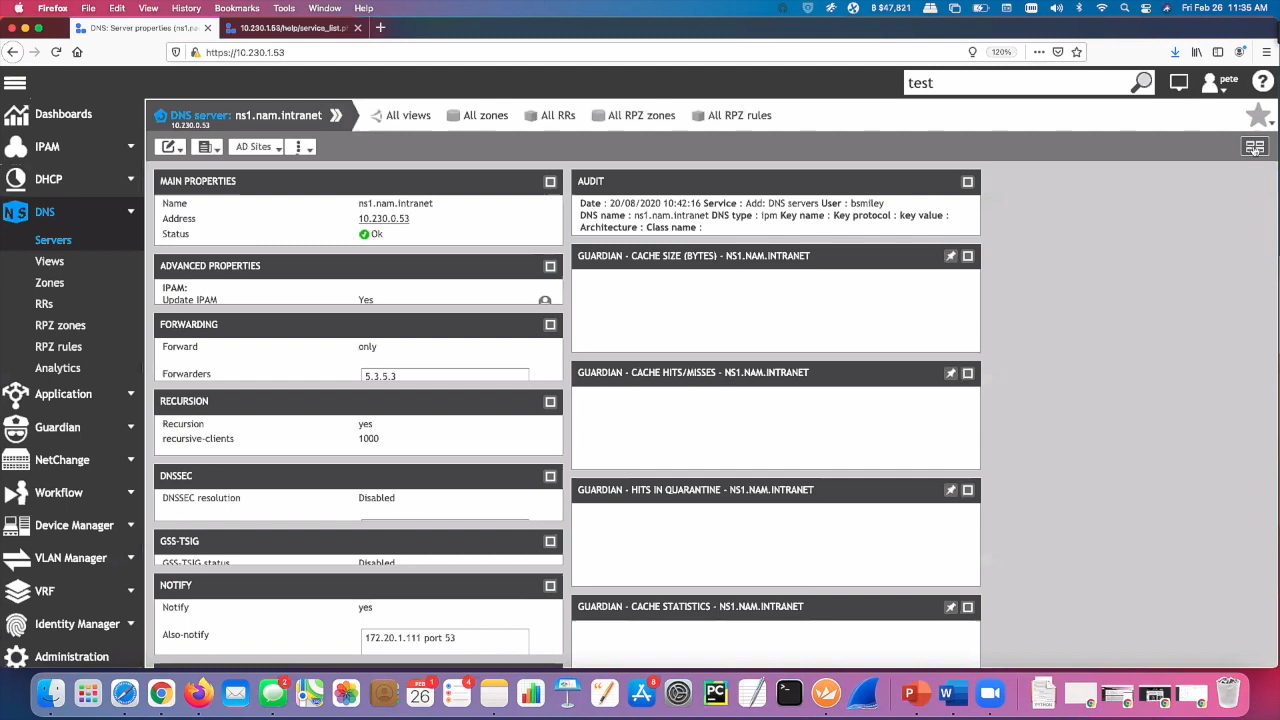 Firefox File Edit View History Bookmarks Tools Window Help
B $47,821
Fri Feb 26 11:35 AM
DNS: Server properties (ns1.na
10.230.1.53/help/service_list.p
https://10.230.1.53
120%
test
pete
Dashboards
IPAM
DHCP
DNS
Servers
Views
Zones
RRs
RPZ zones
RPZ rules
Analytics
Application
Guardian
NetChange
Workflow
Device Manager
VLAN Manager
VRF
Identity Manager
Administration
DNS server: ns1.nam.intranet
10.230.0.53
All views
All zones
All RRs
All RPZ zones
All RPZ rules
AD Sites
MAIN PROPERTIES
Name ns1.nam.intranet
Address 10.230.0.53
Status Ok
ADVANCED PROPERTIES
IPAM:
Update IPAM Yes
FORWARDING
Forward only
Forwarders 5.3.5.3
RECURSION
Recursion yes
recursive-clients 1000
DNSSEC
DNSSEC resolution Disabled
GSS-TSIG
GSS-TSIG status Disabled
NOTIFY
Notify yes
Also-notify 172.20.1.111 port 53
AUDIT
Date : 20/08/2020 10:42:16 Service : Add: DNS servers User : bsmiley
DNS name : ns1.nam.intranet DNS type : ipm Key name : Key protocol : key value :
Architecture : Class name :
GUARDIAN - CACHE SIZE (BYTES) - NS1.NAM.INTRANET
GUARDIAN - CACHE HITS/MISSES - NS1.NAM.INTRANET
GUARDIAN - HITS IN QUARANTINE - NS1.NAM.INTRANET
GUARDIAN - CACHE STATISTICS - NS1.NAM.INTRANET
2
FEB
26
1
4
8
PC